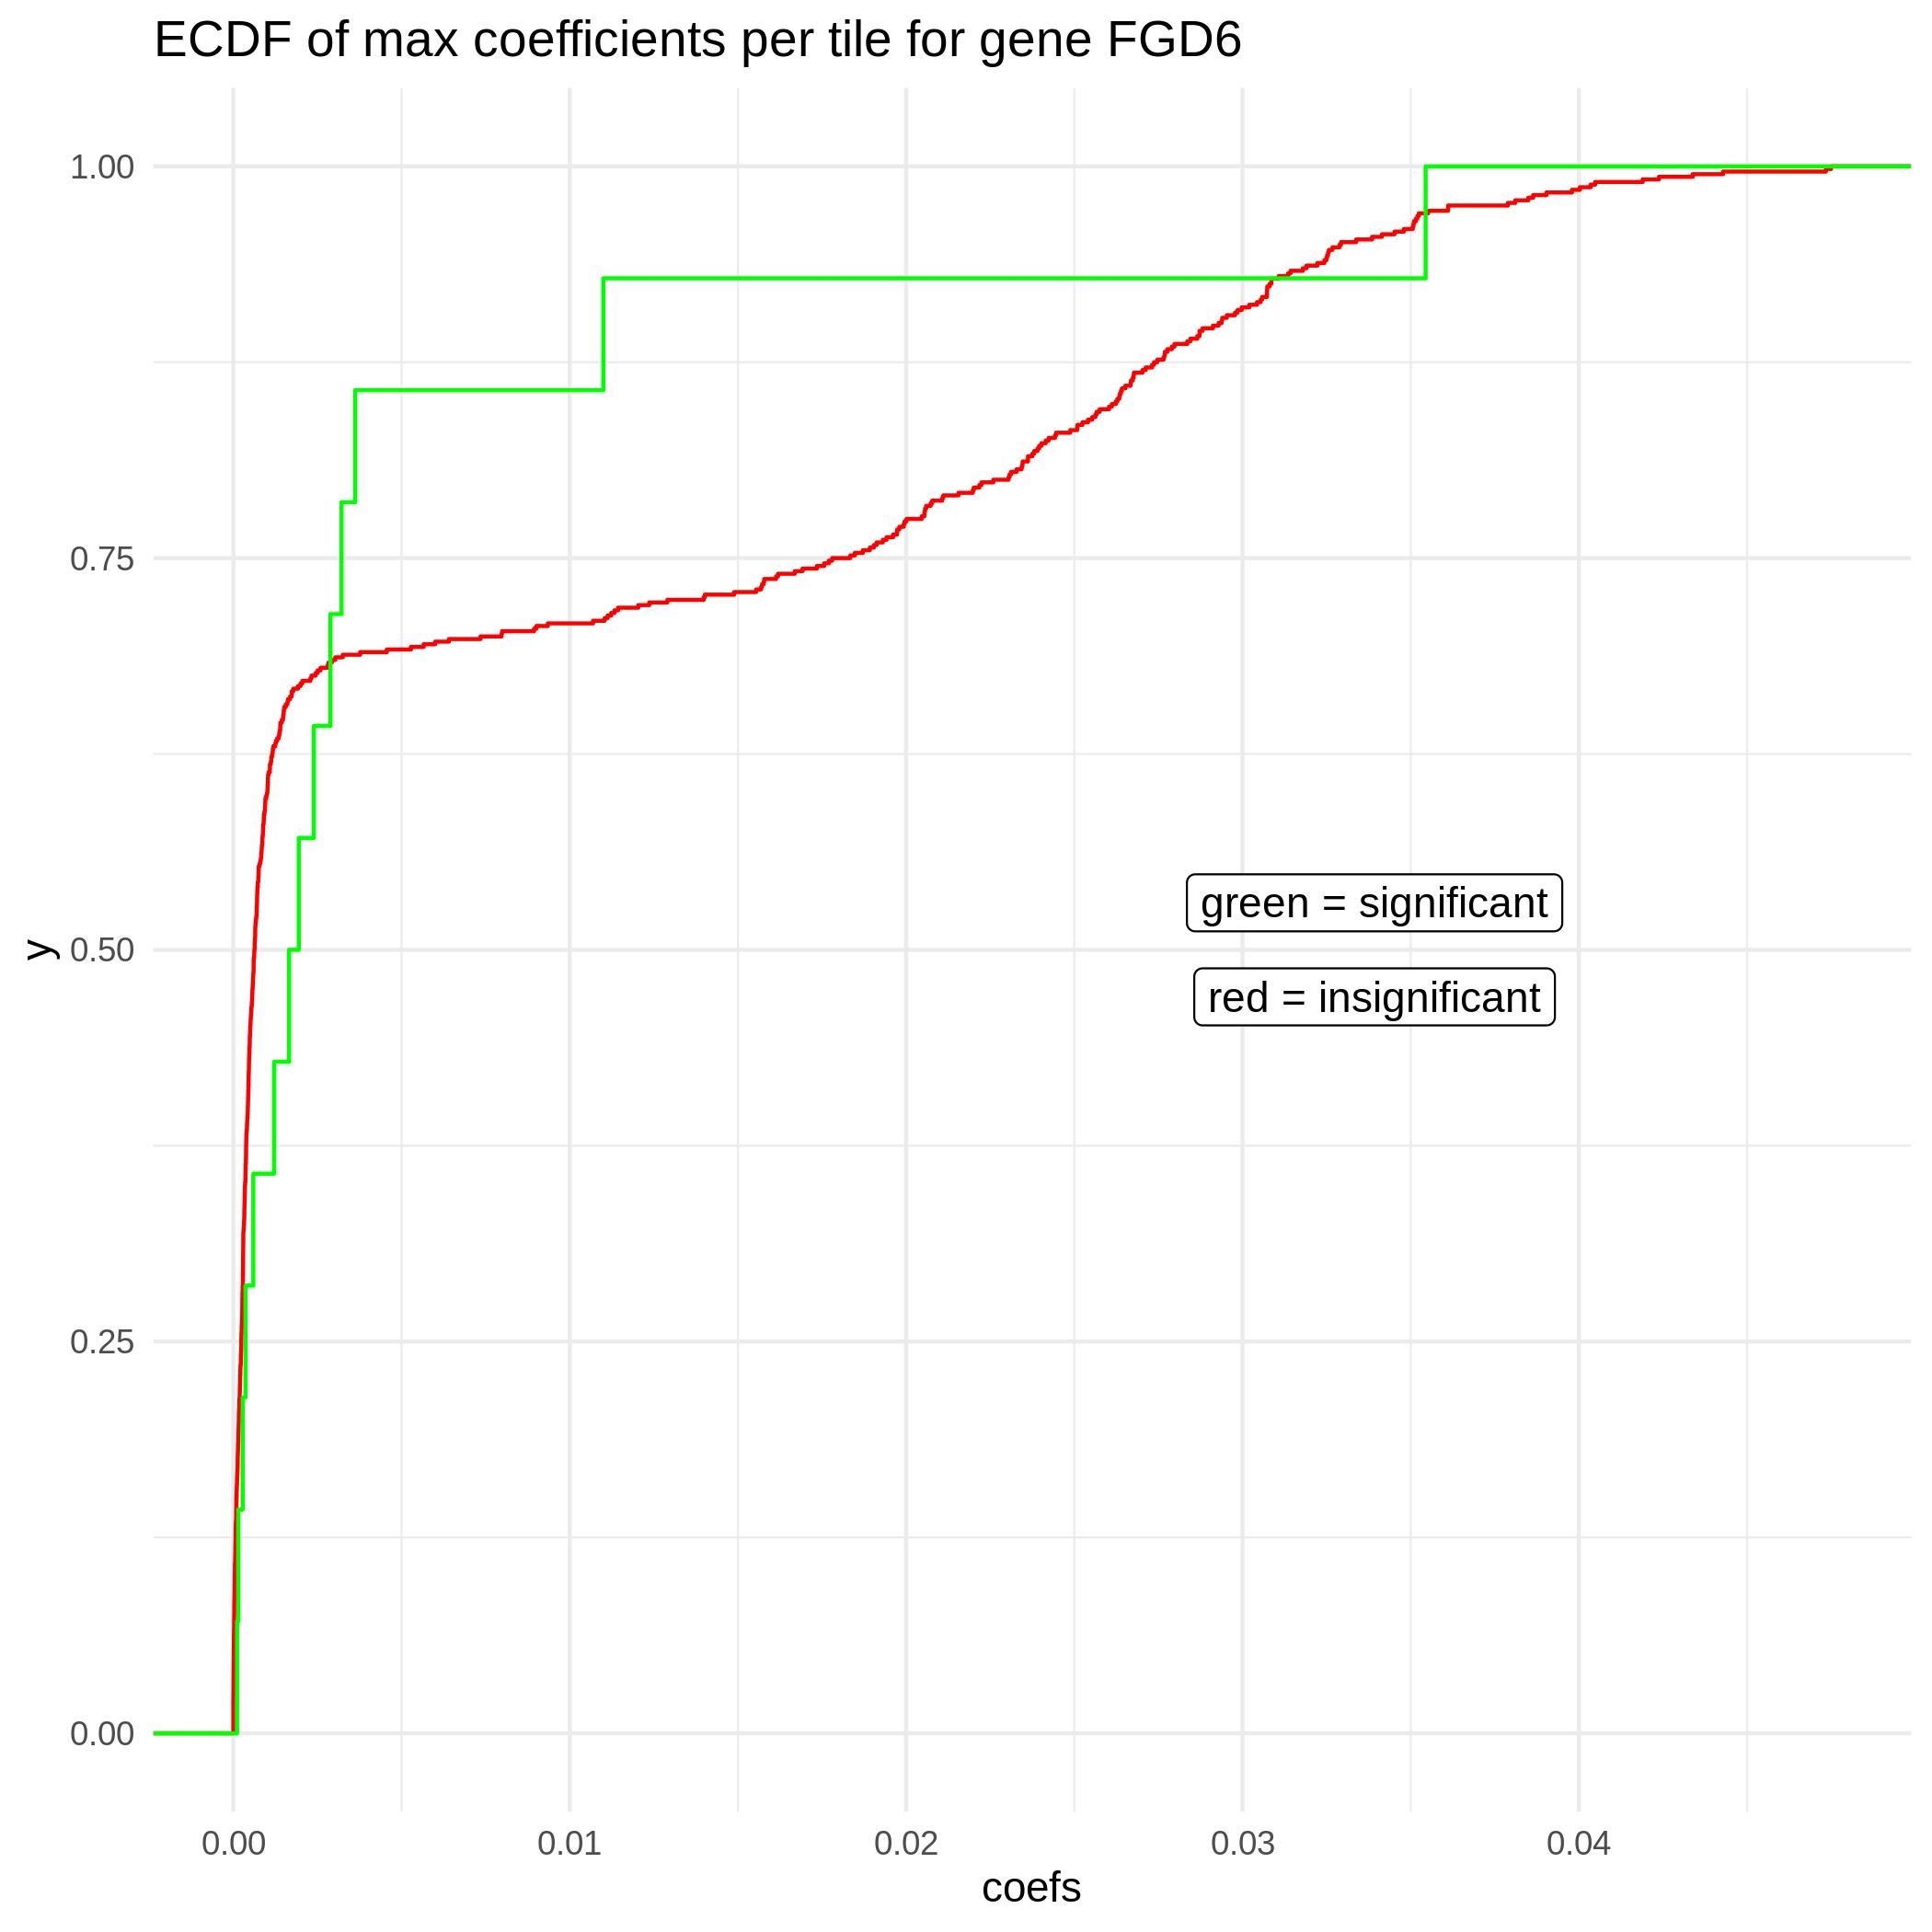 ECDF of max coefficients per tile for gene FGD6
1.00
0.75
0.50
0.25
0.00
y
green = significant
red = insignificant
0.00 0.01 0.02 0.03 0.04
coefs